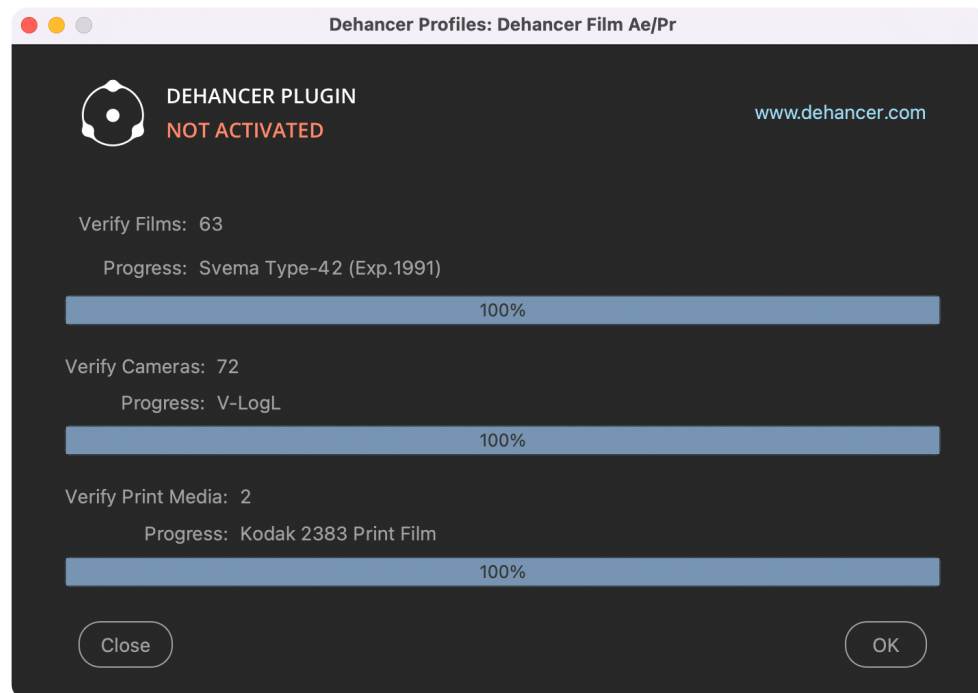 Dehancer Profiles: Dehancer Film Ae/Pr
DEHANCER PLUGIN
NOT ACTIVATED
www.dehancer.com
Verify Films: 63
Progress: Svema Type-42 (Exp.1991)
100%
Verify Cameras: 72
Progress: V-LogL
100%
Verify Print Media: 2
Progress: Kodak 2383 Print Film
100%
Close
OK